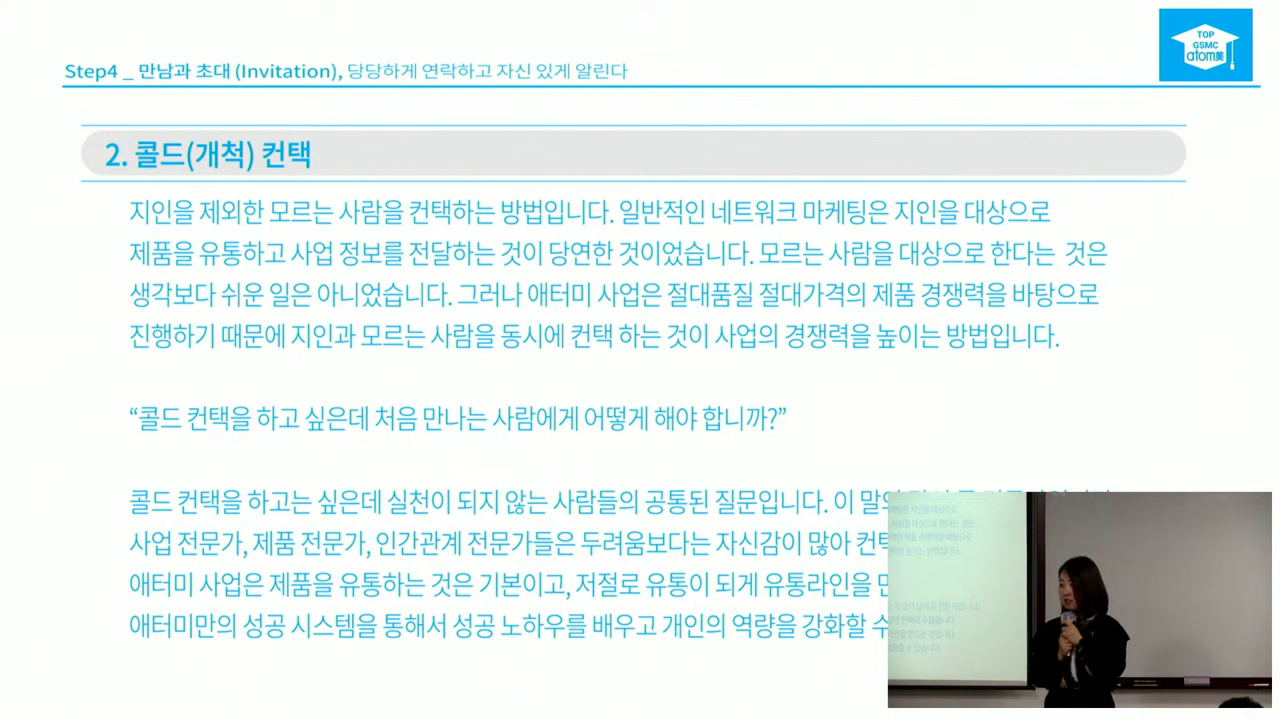 TOP
GSMC
atom美
Step4 _ 만남과 초대 (Invitation), 당당하게 연락하고 자신 있게 알린다
2. 콜드(개척) 컨택
지인을 제외한 모르는 사람을 컨택하는 방법입니다. 일반적인 네트워크 마케팅은 지인을 대상으로
제품을 유통하고 사업 정보를 전달하는 것이 당연한 것이었습니다. 모르는 사람을 대상으로 한다는 것은
생각보다 쉬운 일은 아니었습니다. 그러나 애터미 사업은 절대품질 절대가격의 제품 경쟁력을 바탕으로
진행하기 때문에 지인과 모르는 사람을 동시에 컨택 하는 것이 사업의 경쟁력을 높이는 방법입니다.
“콜드 컨택을 하고 싶은데 처음 만나는 사람에게 어떻게 해야 합니까?”
콜드 컨택을 하고는 싶은데 실천이 되지 않는 사람들의 공통된 질문입니다. 이 말의
사업 전문가, 제품 전문가, 인간관계 전문가들은 두려움보다는 자신감이 많아 컨택
애터미 사업은 제품을 유통하는 것은 기본이고, 저절로 유통이 되게 유통라인을
애터미만의 성공 시스템을 통해서 성공 노하우를 배우고 개인의 역량을 강화할 수